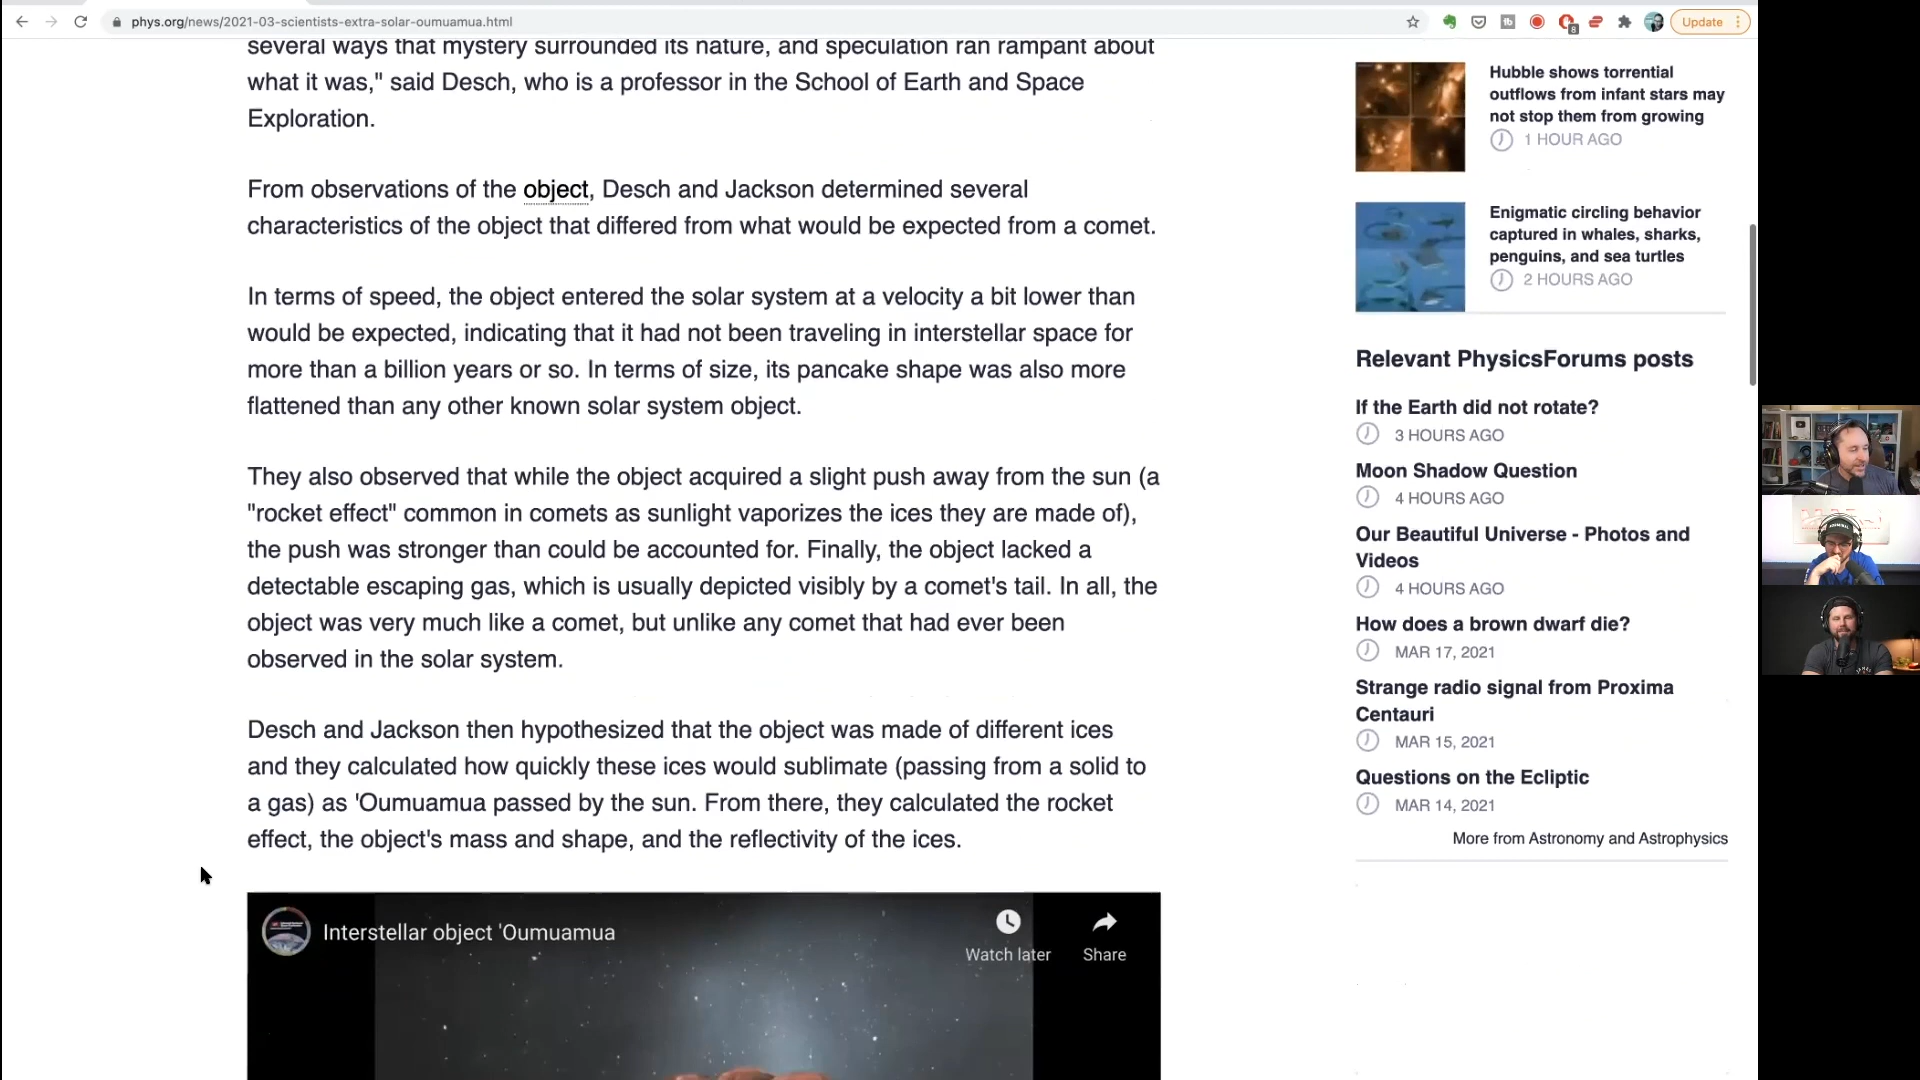 phys.org/news/2021-03-scientists-extra-solar-oumuamua.html
8
Update
several ways that mystery surrounded its nature, and speculation ran rampant about
what it was," said Desch, who is a professor in the School of Earth and Space
Exploration.
From observations of the object, Desch and Jackson determined several
characteristics of the object that differed from what would be expected from a comet.
In terms of speed, the object entered the solar system at a velocity a bit lower than
would be expected, indicating that it had not been traveling in interstellar space for
more than a billion years or so. In terms of size, its pancake shape was also more
flattened than any other known solar system object.
They also observed that while the object acquired a slight push away from the sun (a
"rocket effect" common in comets as sunlight vaporizes the ices they are made of),
the push was stronger than could be accounted for. Finally, the object lacked a
detectable escaping gas, which is usually depicted visibly by a comet's tail. In all, the
object was very much like a comet, but unlike any comet that had ever been
observed in the solar system.
Desch and Jackson then hypothesized that the object was made of different ices
and they calculated how quickly these ices would sublimate (passing from a solid to
a gas) as 'Oumuamua passed by the sun. From there, they calculated the rocket
effect, the object's mass and shape, and the reflectivity of the ices.
Interstellar object 'Oumuamua
Watch later
Share
Hubble shows torrential
outflows from infant stars may
not stop them from growing
1 HOUR AGO
Enigmatic circling behavior
captured in whales, sharks,
penguins, and sea turtles
2 HOURS AGO
Relevant PhysicsForums posts
If the Earth did not rotate?
3 HOURS AGO
Moon Shadow Question
4 HOURS AGO
Our Beautiful Universe - Photos and
Videos
4 HOURS AGO
How does a brown dwarf die?
MAR 17, 2021
Strange radio signal from Proxima
Centauri
MAR 15, 2021
Questions on the Ecliptic
MAR 14, 2021
More from Astronomy and Astrophysics